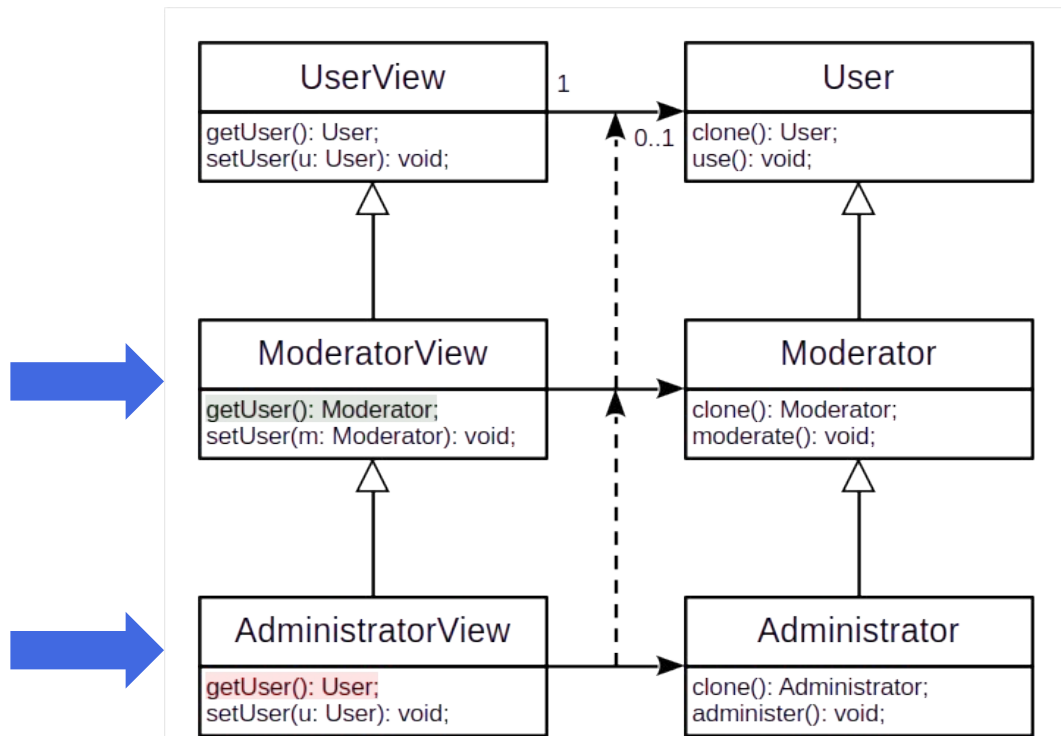 UserView
getUser(): User;
setUser(u: User): void;
1
0..1
User
clone(): User;
use(): void;
ModeratorView
getUser(): Moderator;
setUser(m: Moderator): void;
Moderator
clone(): Moderator;
moderate(): void;
AdministratorView
getUser(): User;
setUser(u: User): void;
Administrator
clone(): Administrator;
administer(): void;